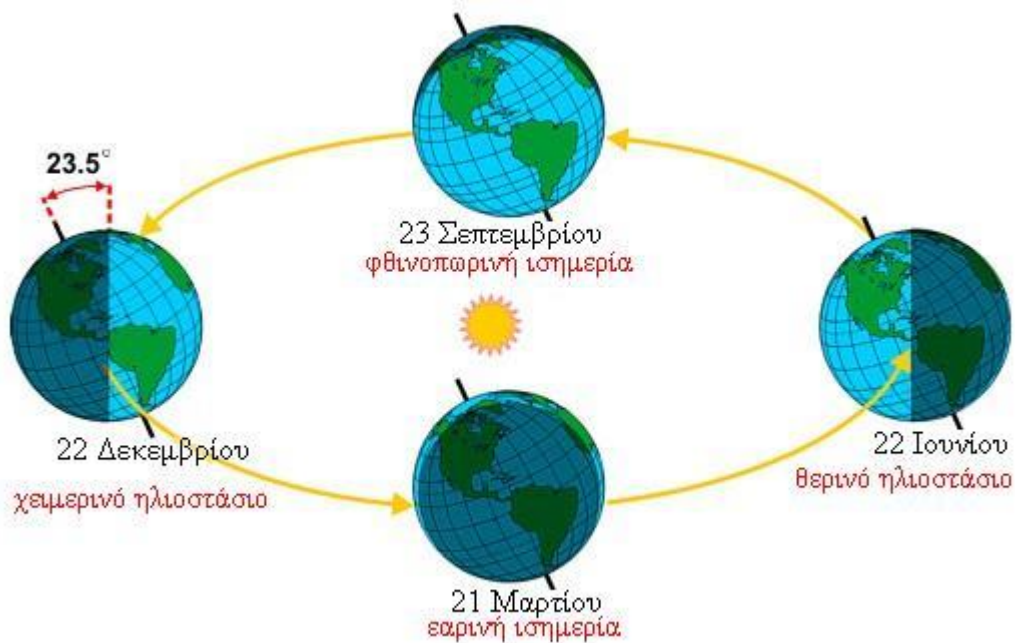 23.5°
23 Σεπτεμβρίου
φθινοπωρινή ισημερία
22 Δεκεμβρίου
χειμερινό ηλιοστάσιο
22 Ιουνίου
θερινό ηλιοστάσιο
21 Μαρτίου
εαρινή ισημερία